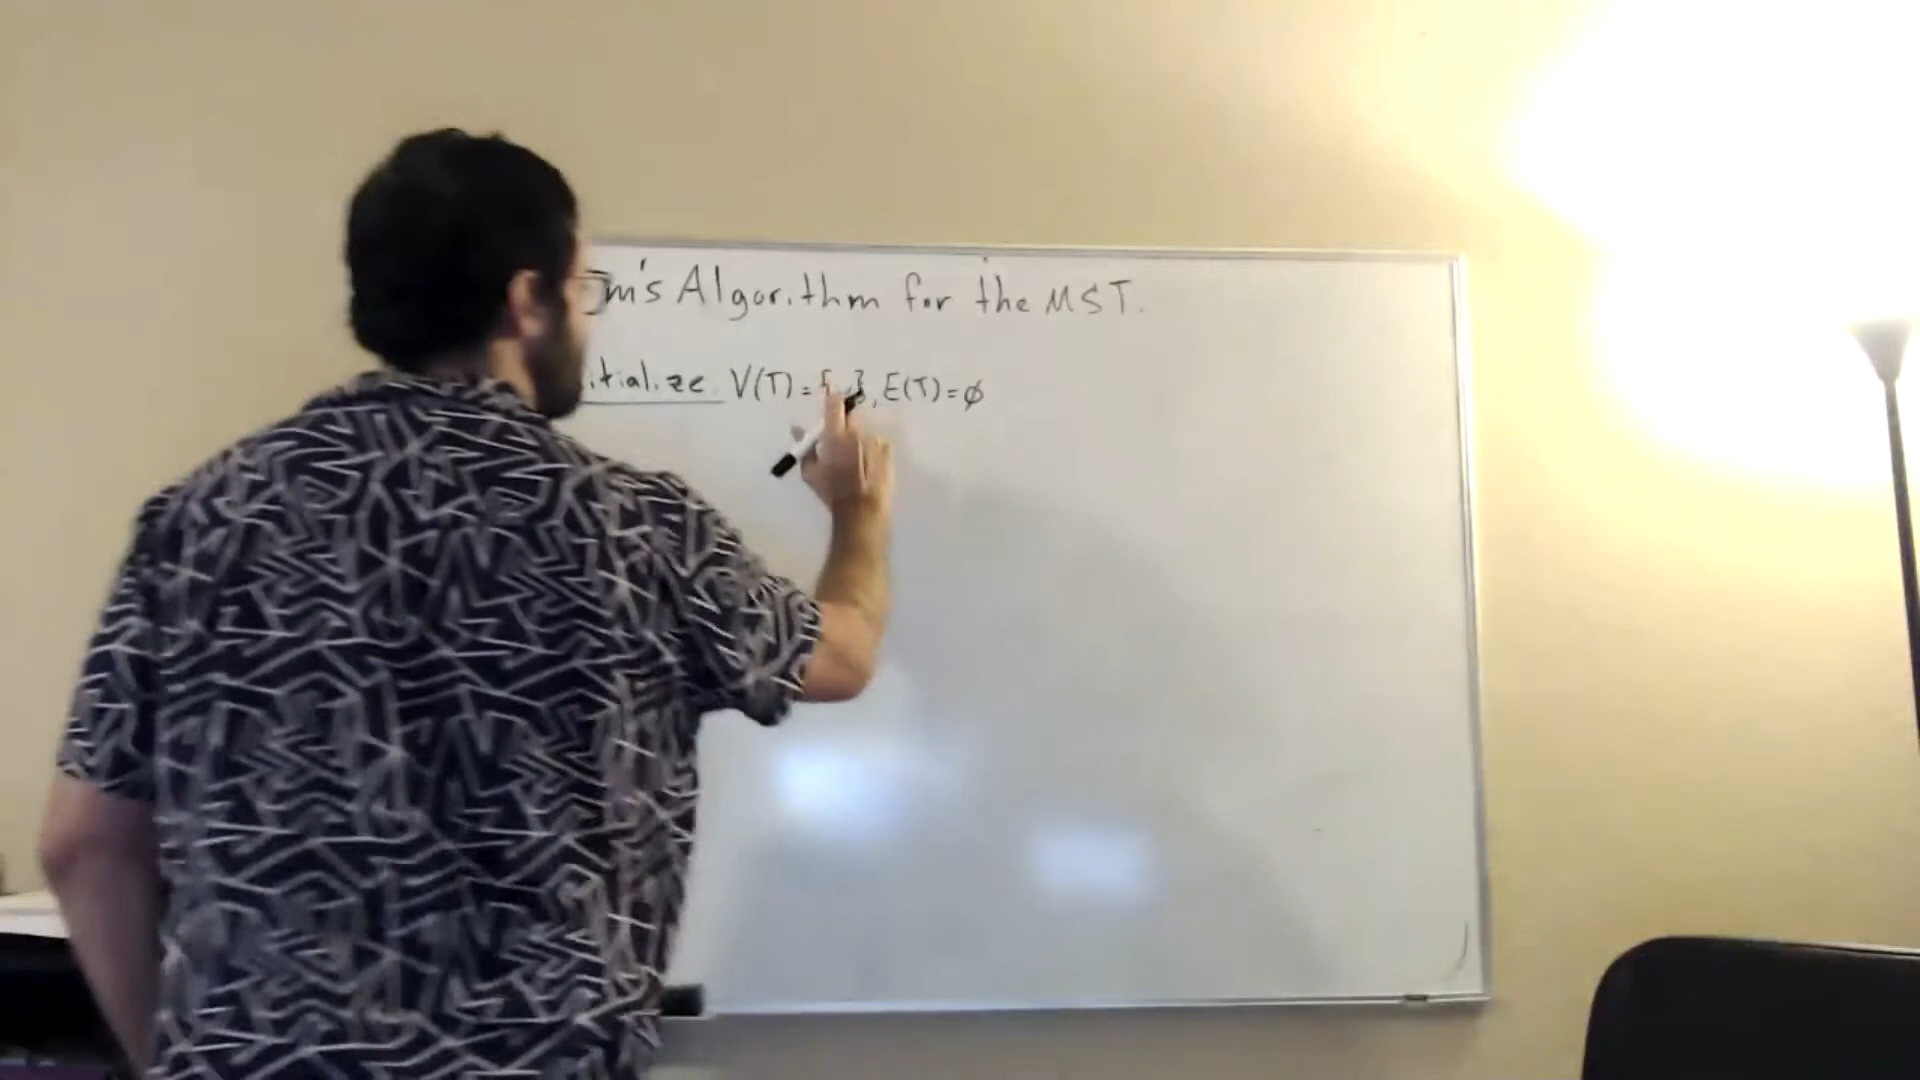 m's Algorithm for the MST.
itialize. V(T) = { }, E(T) = ∅